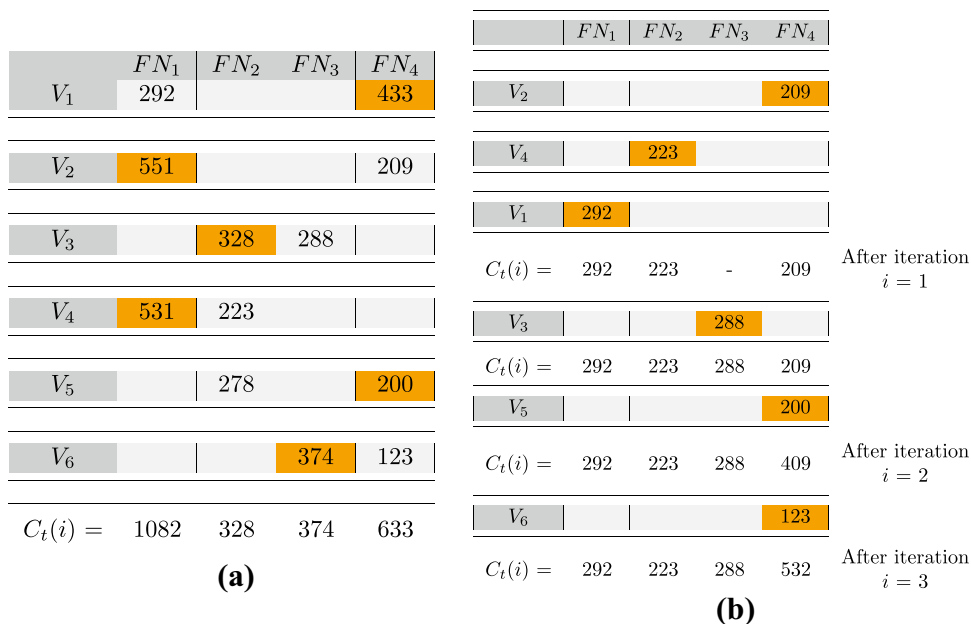 FN₁ FN₂ FN₃ FN₄
V₁ 292 433
V₂ 551 209
V₃ 328 288
V₄ 531 223
V₅ 278 200
V₆ 374 123
Cₜ(i) = 1082 328 374 633
(a)
FN₁ FN₂ FN₃ FN₄
V₂ 209
V₄ 223
V₁ 292
Cₜ(i) = 292 223 - 209
After iteration
i = 1
V₃ 288
Cₜ(i) = 292 223 288 209
V₅ 200
Cₜ(i) = 292 223 288 409
After iteration
i = 2
V₆ 123
Cₜ(i) = 292 223 288 532
After iteration
i = 3
(b)